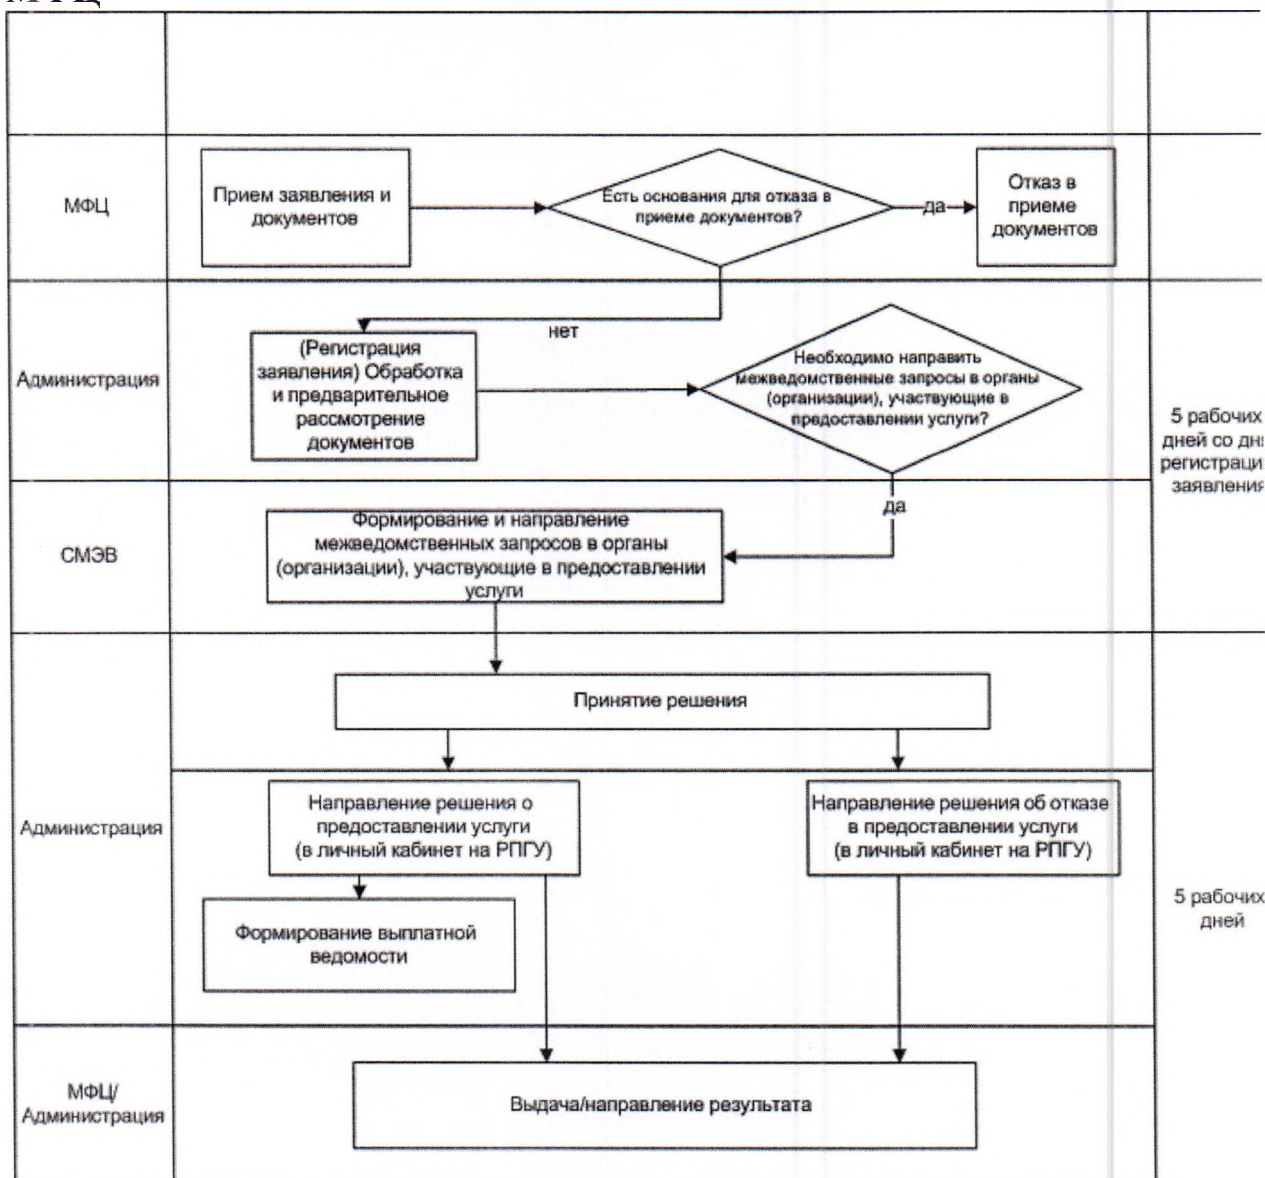 МФЦ
МФЦ
Прием заявления и
документов
Есть основания для отказа в
приеме документов?
да
Отказ в
приеме
документов
нет
Администрация
(Регистрация
заявления) Обработка
и предварительное
рассмотрение
документов
Необходимо направить
межведомственные запросы в органы
(организации), участвующие в
предоставлении услуги?
5 рабочих
дней со дн
регистраци
заявления
да
СМЭВ
Формирование и направление
межведомственных запросов в органы
(организации), участвующие в предоставлении
услуги
Принятие решения
Администрация
Направление решения о
предоставлении услуги
(в личный кабинет на РПГУ)
Направление решения об отказе
в предоставлении услуги
(в личный кабинет на РПГУ)
Формирование выплатной
ведомости
5 рабочих
дней
МФЦ/
Администрация
Выдача/направление результата